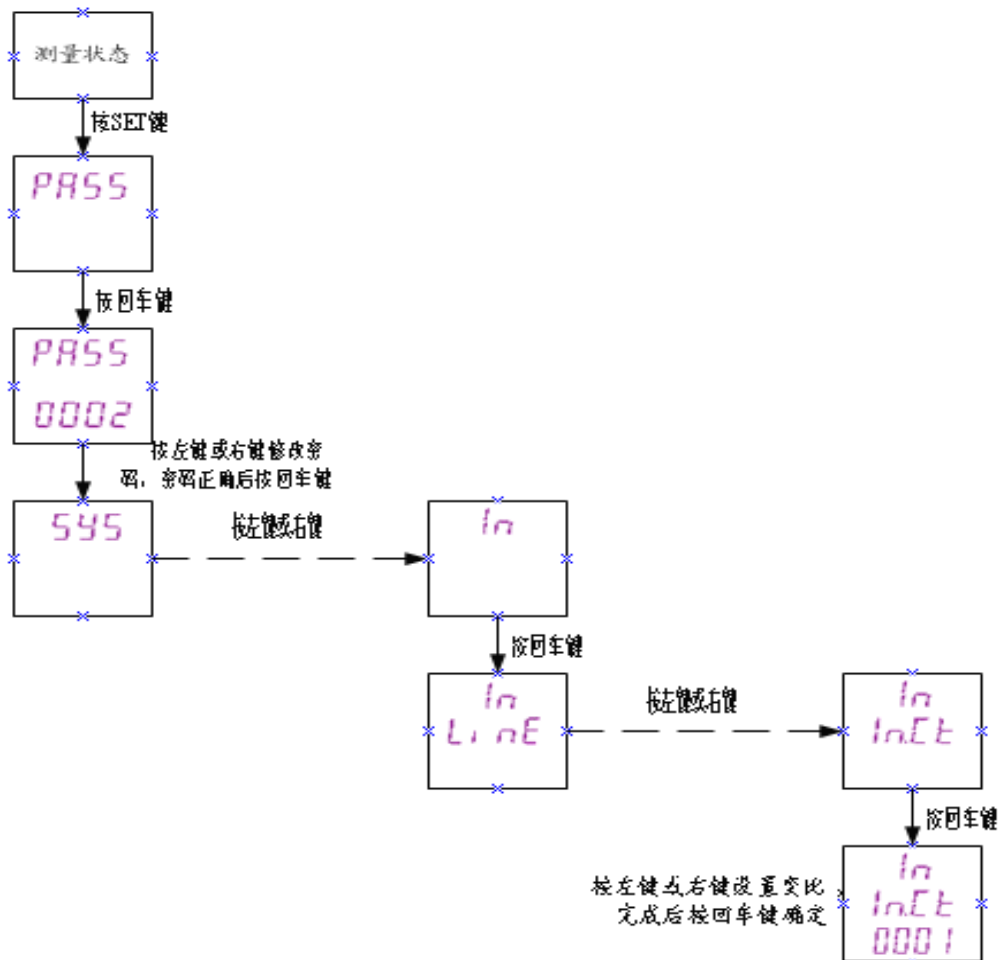 测量状态
按SET键
PASS
按回车键
PASS
0002
按左键或右键修改密
码，密码正确后按回车键
SYS
按左键或右键
In
按回车键
In
LinE
按左键或右键
In
In.Ct
按回车键
按左键或右键设置变比
完成后按回车键确定
In
In.Ct
0001